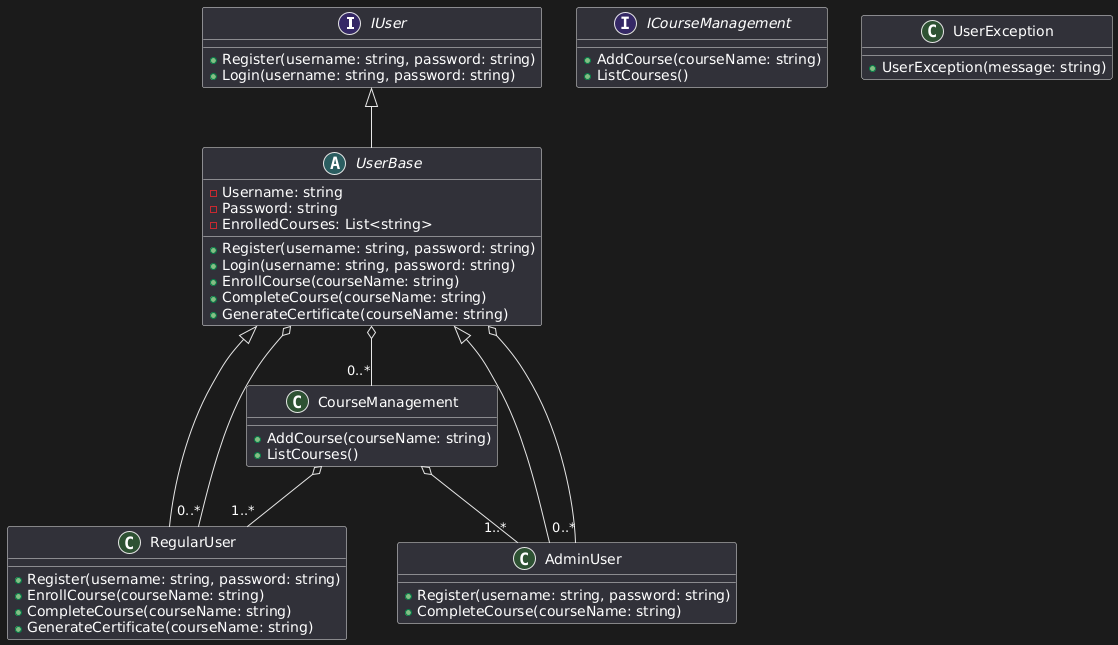 I IUser
Register(username: string, password: string)
Login(username: string, password: string)
I ICourseManagement
AddCourse(courseName: string)
ListCourses()
C UserException
UserException(message: string)
A UserBase
Username: string
Password: string
EnrolledCourses: List<string>
Register(username: string, password: string)
Login(username: string, password: string)
EnrollCourse(courseName: string)
CompleteCourse(courseName: string)
GenerateCertificate(courseName: string)
0..*
C CourseManagement
AddCourse(courseName: string)
ListCourses()
0..*
1..*
1..*
0..*
C RegularUser
Register(username: string, password: string)
EnrollCourse(courseName: string)
CompleteCourse(courseName: string)
GenerateCertificate(courseName: string)
C AdminUser
Register(username: string, password: string)
CompleteCourse(courseName: string)